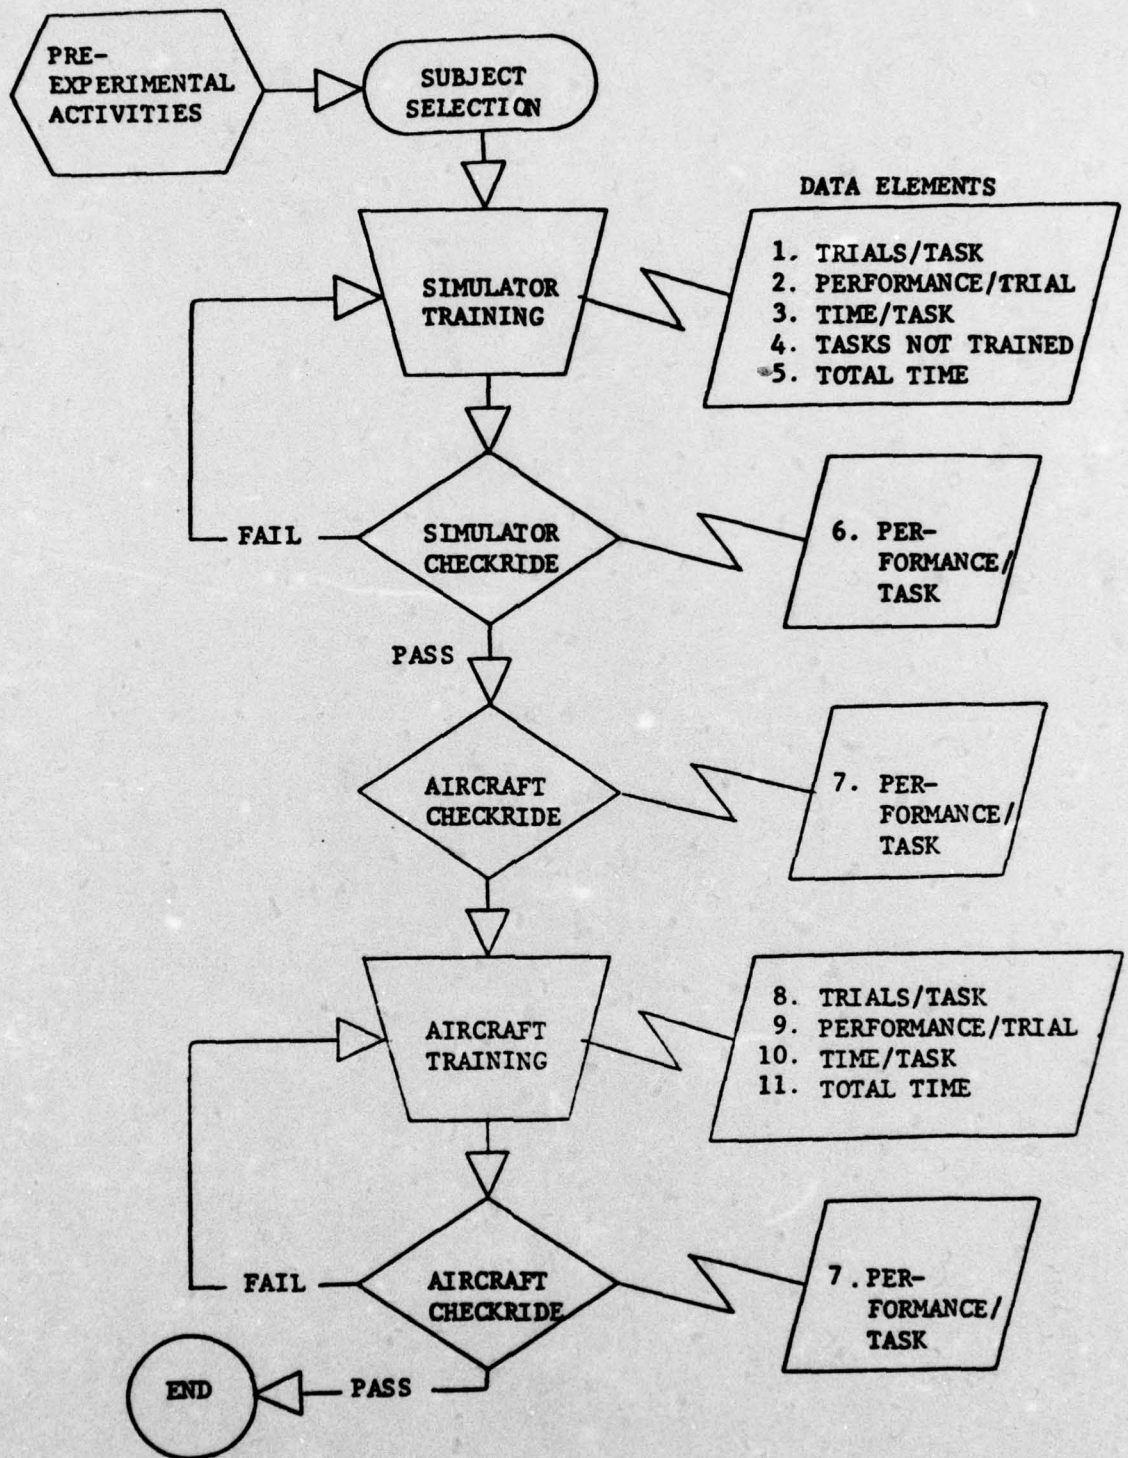 PRE-
EXPERIMENTAL
ACTIVITIES
SUBJECT
SELECTION
DATA ELEMENTS
SIMULATOR
TRAINING
1. TRIALS/TASK
2. PERFORMANCE/TRIAL
3. TIME/TASK
4. TASKS NOT TRAINED
5. TOTAL TIME
FAIL
SIMULATOR
CHECKRIDE
6. PER-
FORMANCE/
TASK
PASS
AIRCRAFT
CHECKRIDE
7. PER-
FORMANCE/
TASK
AIRCRAFT
TRAINING
8. TRIALS/TASK
9. PERFORMANCE/TRIAL
10. TIME/TASK
11. TOTAL TIME
FAIL
AIRCRAFT
CHECKRIDE
7. PER-
FORMANCE/
TASK
END
PASS